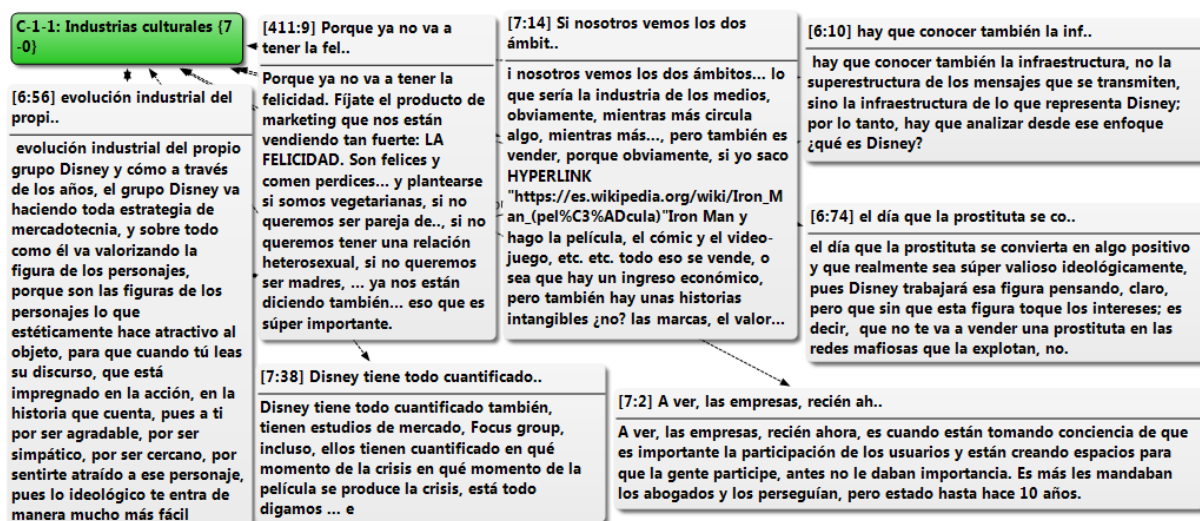 C-1-1: Industrias culturales {7
-0}
[6:56] evolución industrial del
propi..
evolución industrial del propio
grupo Disney y cómo a través
de los años, el grupo Disney va
haciendo toda estrategia de
mercadotecnia, y sobre todo
como él va valorizando la
figura de los personajes,
porque son las figuras de los
personajes lo que
estéticamente hace atractivo al
objeto, para que cuando tú leas
su discurso, que está
impregnado en la acción, en la
historia que cuenta, pues a ti
por ser agradable, por ser
simpático, por ser cercano, por
sentirte atraído a ese personaje,
pues lo ideológico te entra de
manera mucho más fácil
[411:9] Porque ya no va a
tener la fel..
Porque ya no va a tener la
felicidad. Fíjate el producto de
marketing que nos están
vendiendo tan fuerte: LA
FELICIDAD. Son felices y
comen perdices... y plantearse
si somos vegetarianas, si no
queremos ser pareja de.., si no
queremos tener una relación
heterosexual, si no queremos
ser madres, ... ya nos están
diciendo también... eso que es
súper importante.
[7:14] Si nosotros vemos los dos
ámbit..
i nosotros vemos los dos ámbitos... lo
que sería la industria de los medios,
obviamente, mientras más circula
algo, mientras más..., pero también es
vender, porque obviamente, si yo saco
HYPERLINK
"https://es.wikipedia.org/wiki/Iron_M
an_(pel%C3%ADcula)"Iron Man y
hago la película, el cómic y el video-
juego, etc. etc. todo eso se vende, o
sea que hay un ingreso económico,
pero también hay unas historias
intangibles ¿no? las marcas, el valor...
[6:10] hay que conocer también la inf..
hay que conocer también la infraestructura, no la
superestructura de los mensajes que se transmiten,
sino la infraestructura de lo que representa Disney;
por lo tanto, hay que analizar desde ese enfoque
¿qué es Disney?
[6:74] el día que la prostituta se co..
el día que la prostituta se convierta en algo positivo
y que realmente sea súper valioso ideológicamente,
pues Disney trabajará esa figura pensando, claro,
pero que sin que esta figura toque los intereses; es
decir, que no te va a vender una prostituta en las
redes mafiosas que la explotan, no.
[7:38] Disney tiene todo cuantificado..
Disney tiene todo cuantificado también,
tienen estudios de mercado, Focus group,
incluso, ellos tienen cuantificado en qué
momento de la crisis en qué momento de la
película se produce la crisis, está todo
digamos ... e
[7:2] A ver, las empresas, recién ah..
A ver, las empresas, recién ahora, es cuando están tomando conciencia de que
es importante la participación de los usuarios y están creando espacios para
que la gente participe, antes no le daban importancia. Es más les mandaban
los abogados y los perseguían, pero estado hasta hace 10 años.